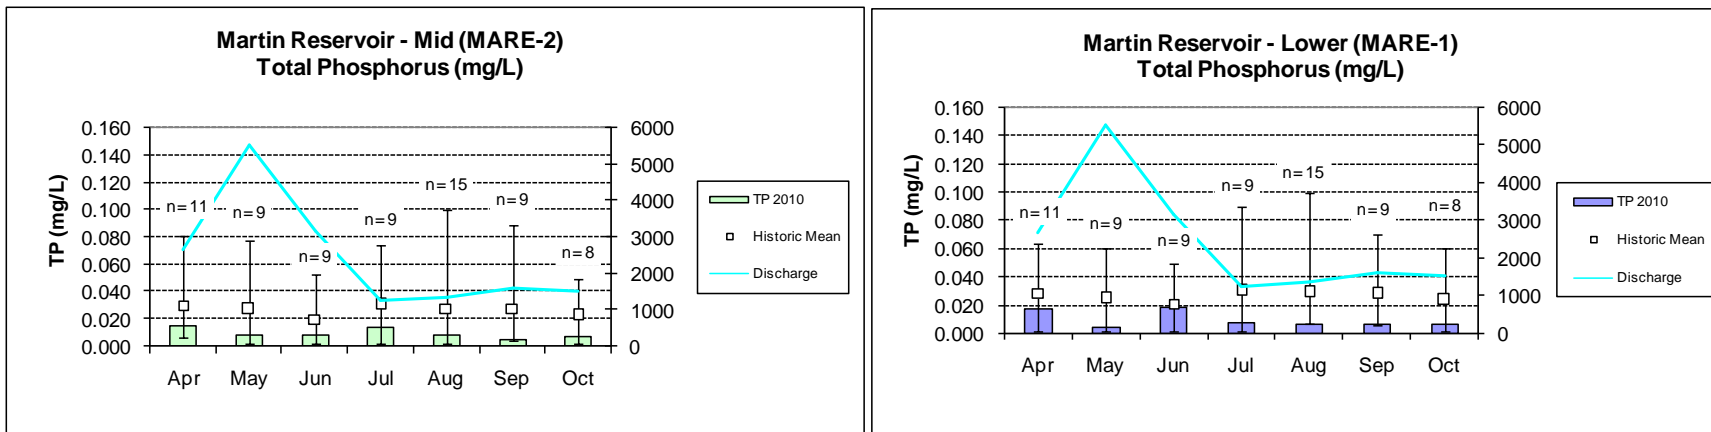 Martin Reservoir - Mid (MARE-2)
Total Phosphorus (mg/L)
TP (mg/L)
0.160
0.140
0.120
0.100
0.080
0.060
0.040
0.020
0.000
n=11
n=9
n=9
n=9
n=15
n=9
n=8
6000
5000
4000
3000
2000
1000
0
Apr May Jun Jul Aug Sep Oct
TP 2010
Historic Mean
Discharge
Martin Reservoir - Lower (MARE-1)
Total Phosphorus (mg/L)
TP (mg/L)
0.160
0.140
0.120
0.100
0.080
0.060
0.040
0.020
0.000
n=11
n=9
n=9
n=9
n=15
n=9
n=8
6000
5000
4000
3000
2000
1000
0
Apr May Jun Jul Aug Sep Oct
TP 2010
Historic Mean
Discharge